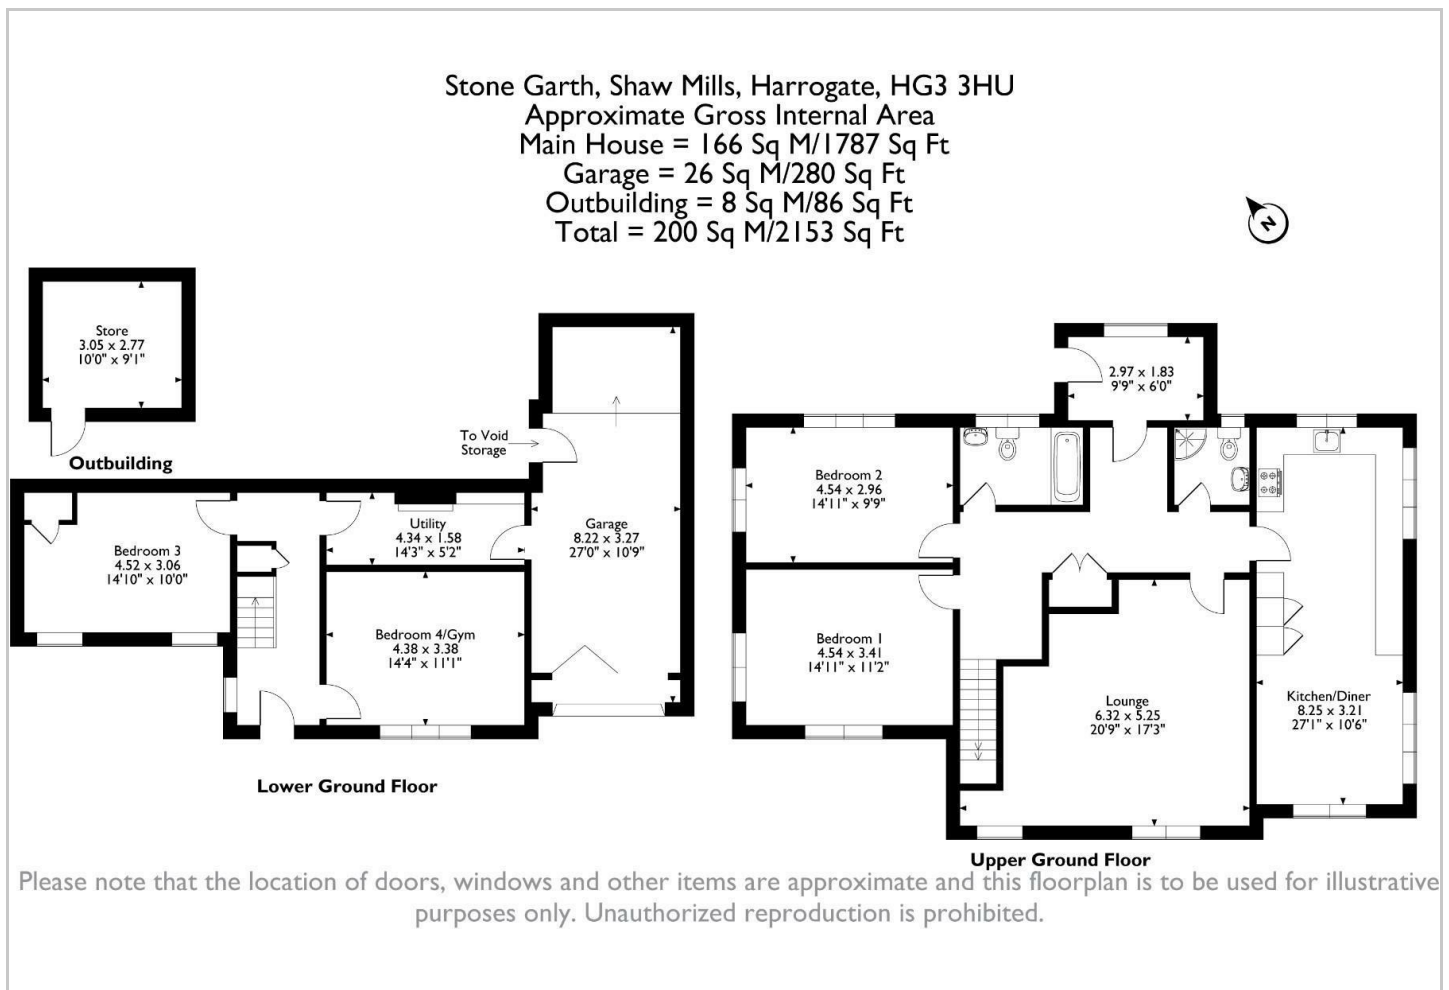 Stone Garth, Shaw Mills, Harrogate, HG3 3HU
Approximate Gross Internal Area
Main House = 166 Sq M/1787 Sq Ft
Garage = 26 Sq M/280 Sq Ft
Outbuilding = 8 Sq M/86 Sq Ft
Total = 200 Sq M/2153 Sq Ft
N
Store
3.05 x 2.77
10'0" x 9'1"
Outbuilding
To Void
Storage
Bedroom 3
4.52 x 3.06
14'10" x 10'0"
Utility
4.34 x 1.58
14'3" x 5'2"
Garage
8.22 x 3.27
27'0" x 10'9"
Bedroom 4/Gym
4.38 x 3.38
14'4" x 11'1"
Lower Ground Floor
2.97 x 1.83
9'9" x 6'0"
Bedroom 2
4.54 x 2.96
14'11" x 9'9"
Bedroom 1
4.54 x 3.41
14'11" x 11'2"
Lounge
6.32 x 5.25
20'9" x 17'3"
Kitchen/Diner
8.25 x 3.21
27'1" x 10'6"
Upper Ground Floor
Please note that the location of doors, windows and other items are approximate and this floorplan is to be used for illustrative
purposes only. Unauthorized reproduction is prohibited.